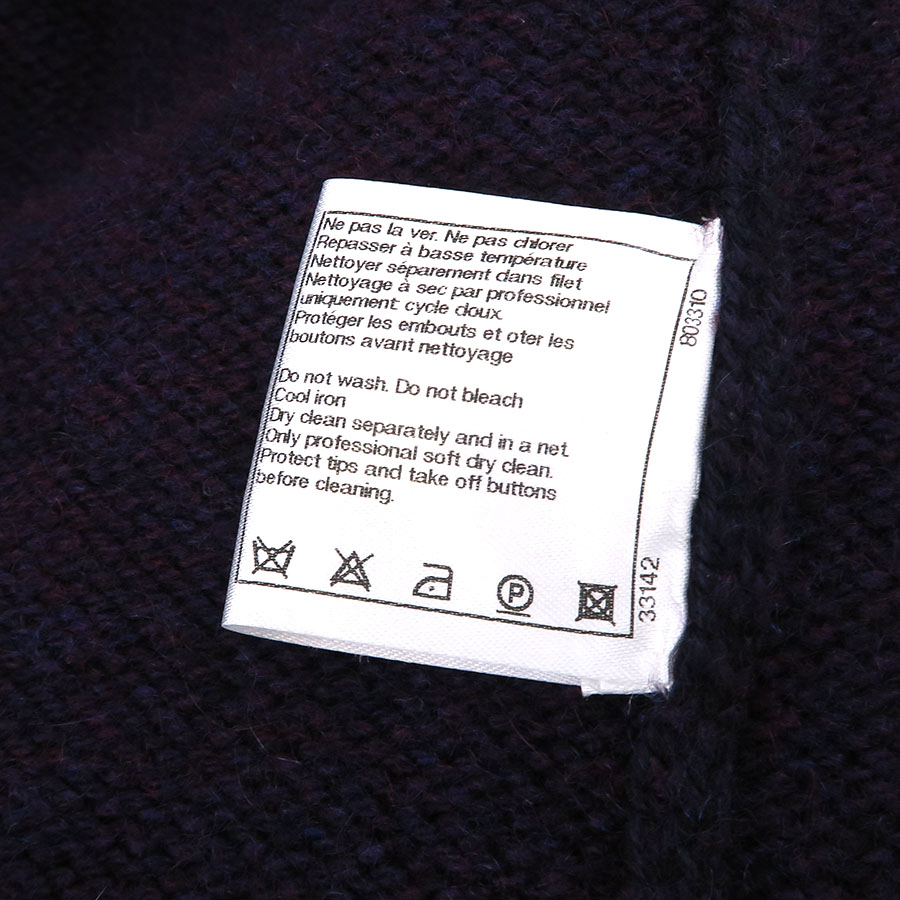 Ne pas la ver. Ne pas chlorer
Repasser à basse température
Nettoyer séparement dans filet
Nettoyage à sec par professionnel
uniquement: cycle doux.
Protéger les embouts et oter les
boutons avant nettoyage
Do not wash. Do not bleach
Cool iron
Dry clean separately and in a net.
Only professional soft dry clean.
Protect tips and take off buttons
before cleaning.
P
803310
33142